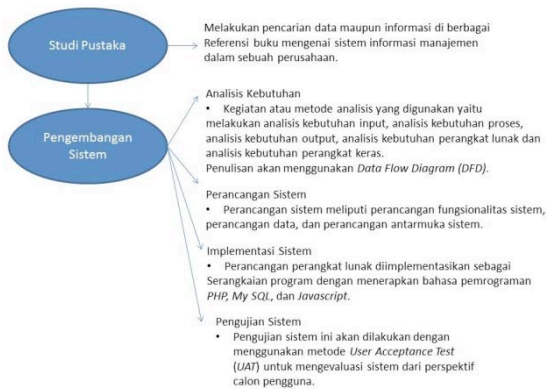 Studi Pustaka
Melakukan pencarian data maupun informasi di berbagai
Referensi buku mengenai sistem informasi manajemen
dalam sebuah perusahaan.
Pengembangan
Sistem
Analisis Kebutuhan
• Kegiatan atau metode analisis yang digunakan yaitu
melakukan analisis kebutuhan input, analisis kebutuhan proses,
analisis kebutuhan output, analisis kebutuhan perangkat lunak dan
analisis kebutuhan perangkat keras.
Penulisan akan menggunakan Data Flow Diagram (DFD).
Perancangan Sistem
• Perancangan sistem meliputi perancangan fungsionalitas sistem,
perancangan data, dan perancangan antarmuka sistem.
Implementasi Sistem
• Perancangan perangkat lunak diimplementasikan sebagai
Serangkaian program dengan menerapkan bahasa pemrograman
PHP, My SQL, dan Javascript.
Pengujian Sistem
• Pengujian sistem ini akan dilakukan dengan
menggunakan metode User Acceptance Test
(UAT) untuk mengevaluasi sistem dari perspektif
calon pengguna.